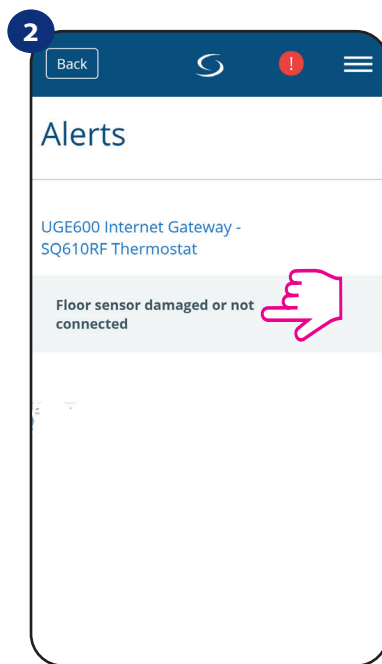 2
Back
!
Alerts
UGE600 Internet Gateway -
SQ610RF Thermostat
Floor sensor damaged or not
connected